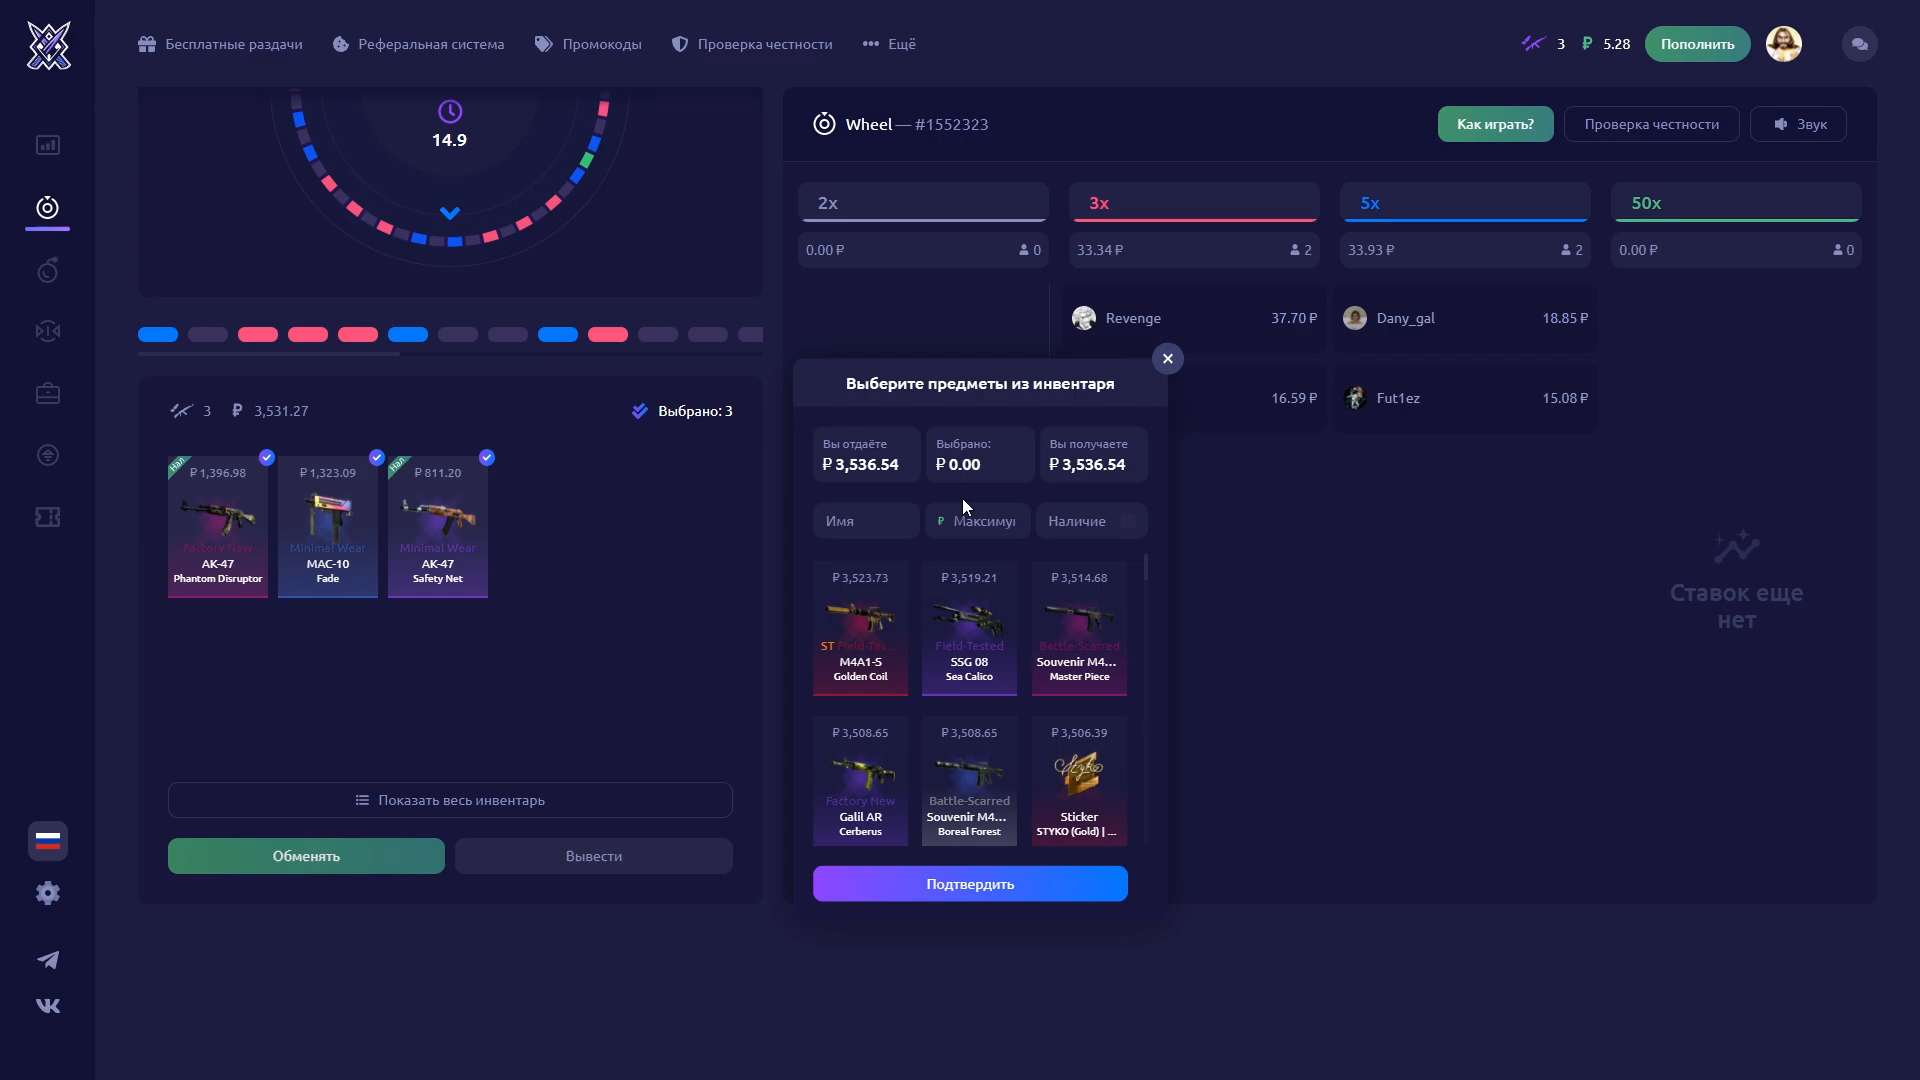 Бесплатные раздачи
Реферальная система
Промокоды
Проверка честности
Ещё
3
₽ 5.28
Пополнить
14.9
Wheel — #1552323
Как играть?
Проверка честности
Звук
2x
3x
5x
50x
0.00 ₽
0
33.34 ₽
2
33.93 ₽
2
0.00 ₽
0
Revenge
37.70 ₽
Dany_gal
18.85 ₽
16.59 ₽
Fut1ez
15.08 ₽
Ставок еще
нет
3
₽ 3,531.27
Выбрано: 3
Нал
₽ 1,396.98
Factory New
AK-47
Phantom Disruptor
₽ 1,323.09
Minimal Wear
MAC-10
Fade
Нал
₽ 811.20
Minimal Wear
AK-47
Safety Net
Показать весь инвентарь
Обменять
Вывести
Выберите предметы из инвентаря
Вы отдаёте
₽ 3,536.54
Выбрано:
₽ 0.00
Вы получаете
₽ 3,536.54
Имя
₽ Максиму
Наличие
₽ 3,523.73
ST Field-Tes...
M4A1-S
Golden Coil
₽ 3,519.21
Field-Tested
SSG 08
Sea Calico
₽ 3,514.68
Battle-Scarred
Souvenir M4...
Master Piece
₽ 3,508.65
Factory New
Galil AR
Cerberus
₽ 3,508.65
Battle-Scarred
Souvenir M4...
Boreal Forest
₽ 3,506.39
Sticker
STYKO (Gold) | ...
Подтвердить